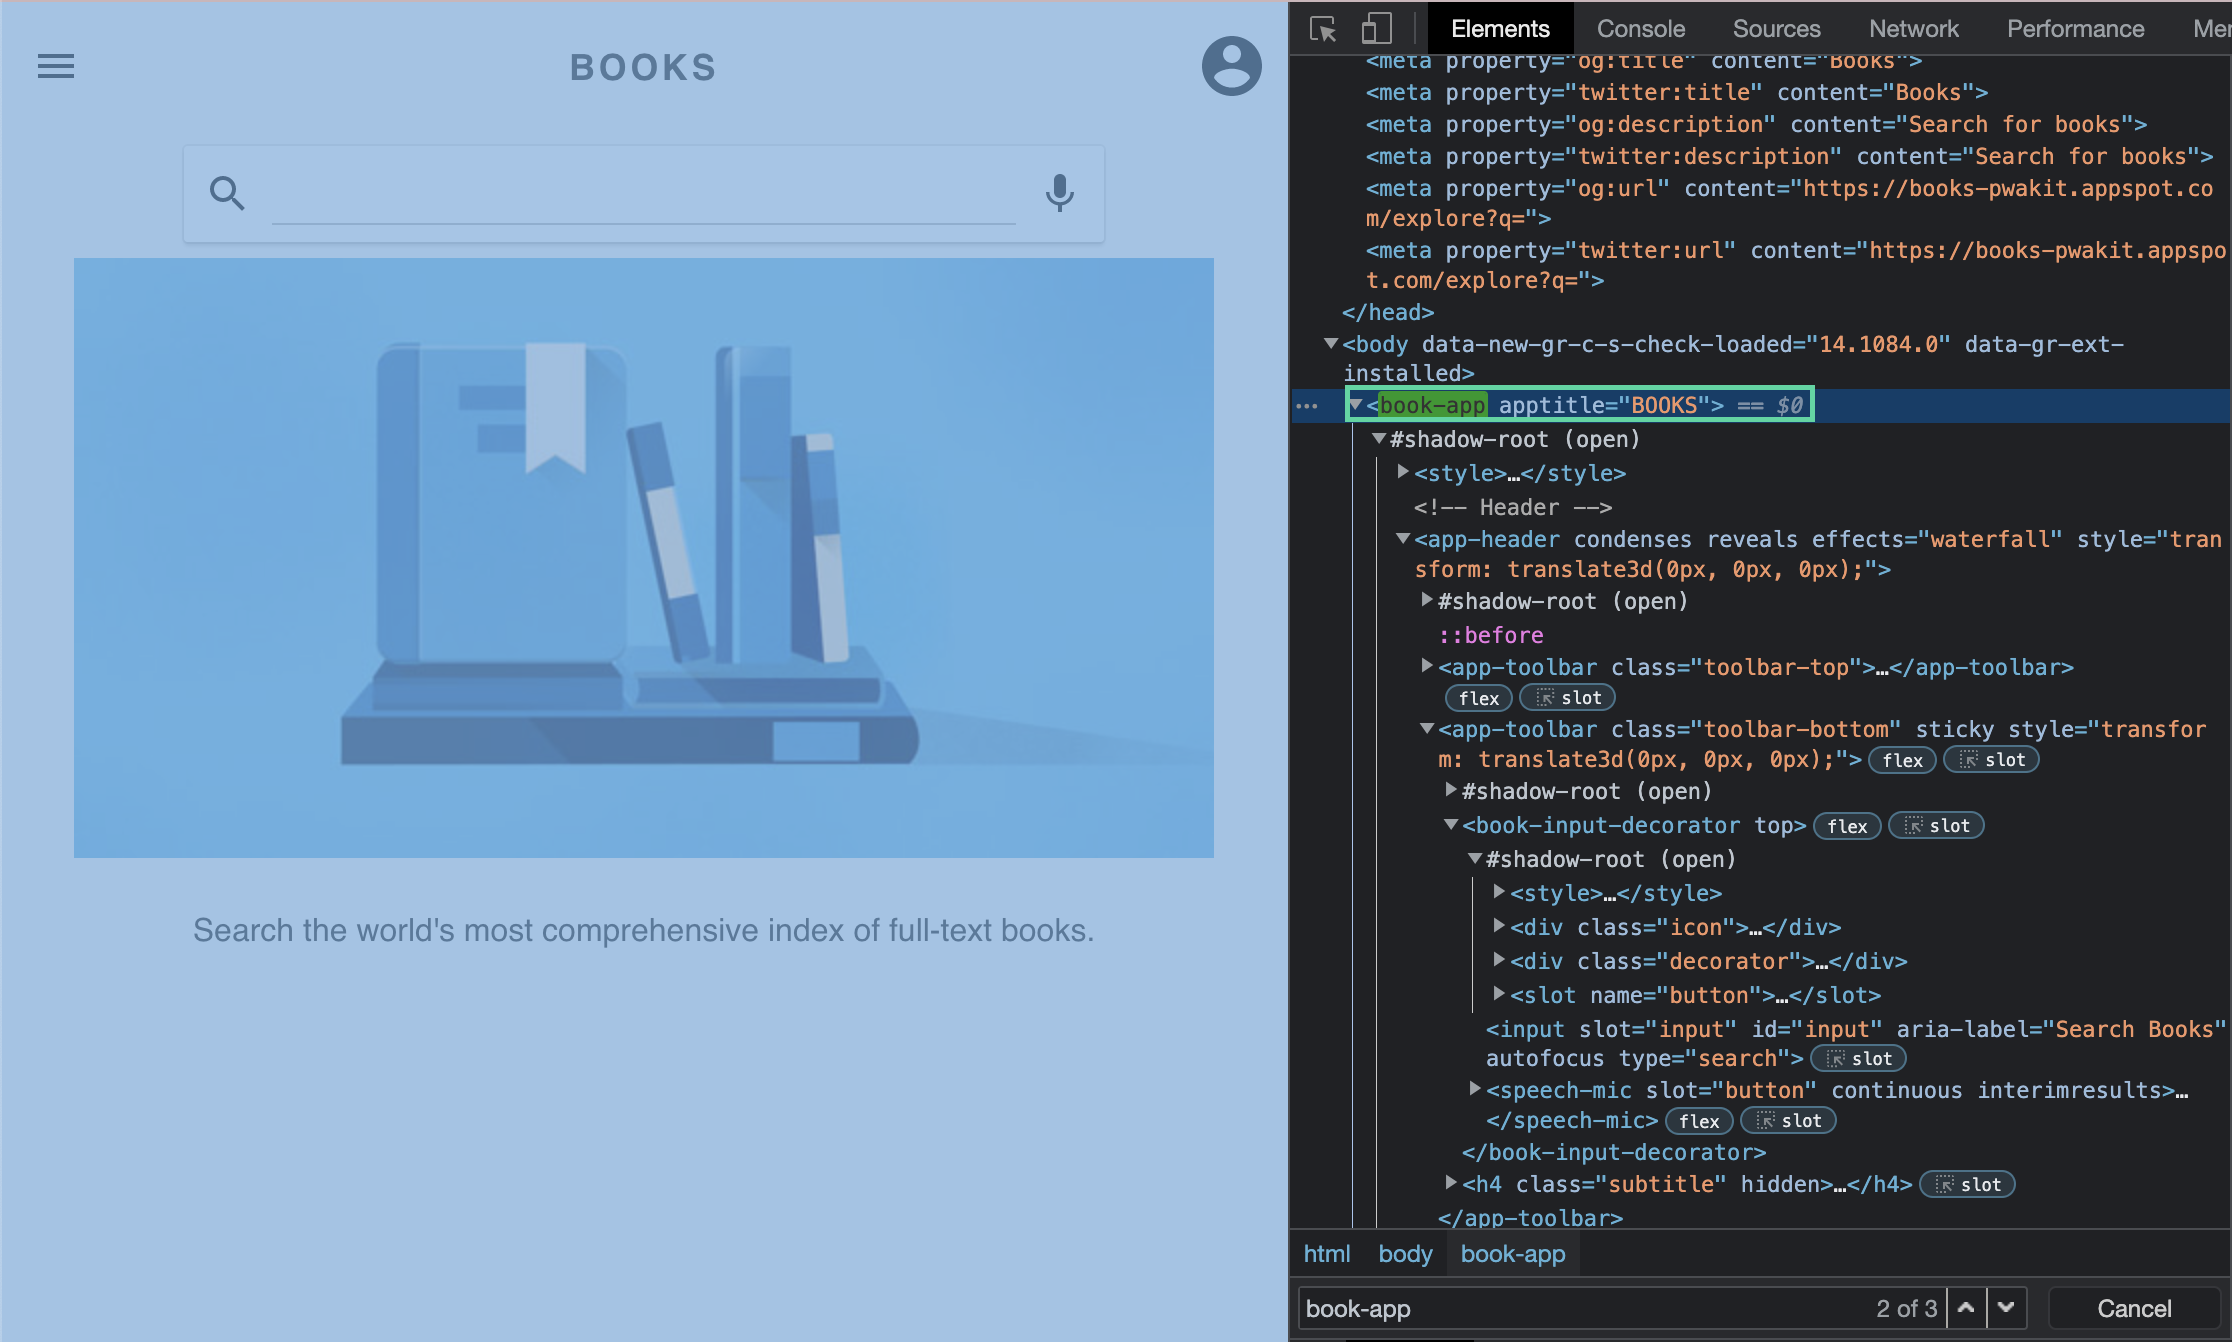 BOOKS
Search the world's most comprehensive index of full-text books.
Elements Console Sources Network Performance
<meta property="og:title" content="Books">
<meta property="twitter:title" content="Books">
<meta property="og:description" content="Search for books">
<meta property="twitter:description" content="Search for books">
<meta property="og:url" content="https://books-pwakit.appspot.co
m/explore?q=">
<meta property="twitter:url" content="https://books-pwakit.appspo
t.com/explore?q=">
</head>
<body data-new-gr-c-s-check-loaded="14.1084.0" data-gr-ext-
installed>
<book-app apptitle="BOOKS"> == $0
#shadow-root (open)
<style>…</style>
<!-- Header -->
<app-header condenses reveals effects="waterfall" style="tran
sform: translate3d(0px, 0px, 0px);">
#shadow-root (open)
::before
<app-toolbar class="toolbar-top">…</app-toolbar>
flex slot
<app-toolbar class="toolbar-bottom" sticky style="transfor
m: translate3d(0px, 0px, 0px);"> flex slot
#shadow-root (open)
<book-input-decorator top> flex slot
#shadow-root (open)
<style>…</style>
<div class="icon">…</div>
<div class="decorator">…</div>
<slot name="button">…</slot>
<input slot="input" id="input" aria-label="Search Books"
autofocus type="search"> slot
<speech-mic slot="button" continuous interimresults>…
</speech-mic> flex slot
</book-input-decorator>
<h4 class="subtitle" hidden>…</h4> slot
</app-toolbar>
html body book-app
book-app 2 of 3 Cancel